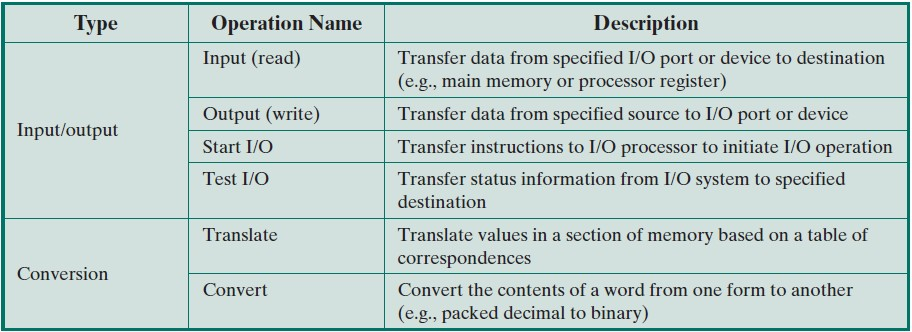 Type Operation Name Description
Input (read) Transfer data from specified I/O port or device to destination
(e.g., main memory or processor register)
Output (write) Transfer data from specified source to I/O port or device
Input/output
Start I/O Transfer instructions to I/O processor to initiate I/O operation
Test I/O Transfer status information from I/O system to specified
destination
Translate Translate values in a section of memory based on a table of
correspondences
Conversion
Convert Convert the contents of a word from one form to another
(e.g., packed decimal to binary)